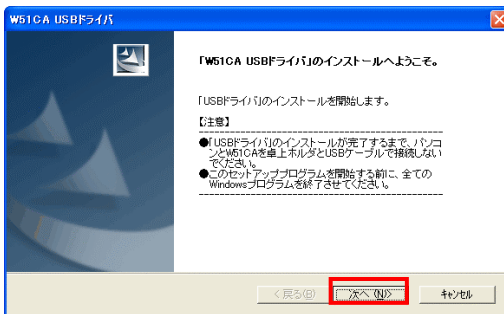 W51CA USBドライバ
「W51CA USBドライバ」のインストールへようこそ。
「USBドライバ」のインストールを開始します。
【注意】
●「USBドライバ」のインストールが完了するまで、パソコ
ンとW51CAを卓上ホルダとUSBケーブルで接続しない
でください。
●このセットアッププログラムを開始する前に、全ての
Windowsプログラムを終了させてください。
< 戻る(B)
次へ (N)>
キャンセル